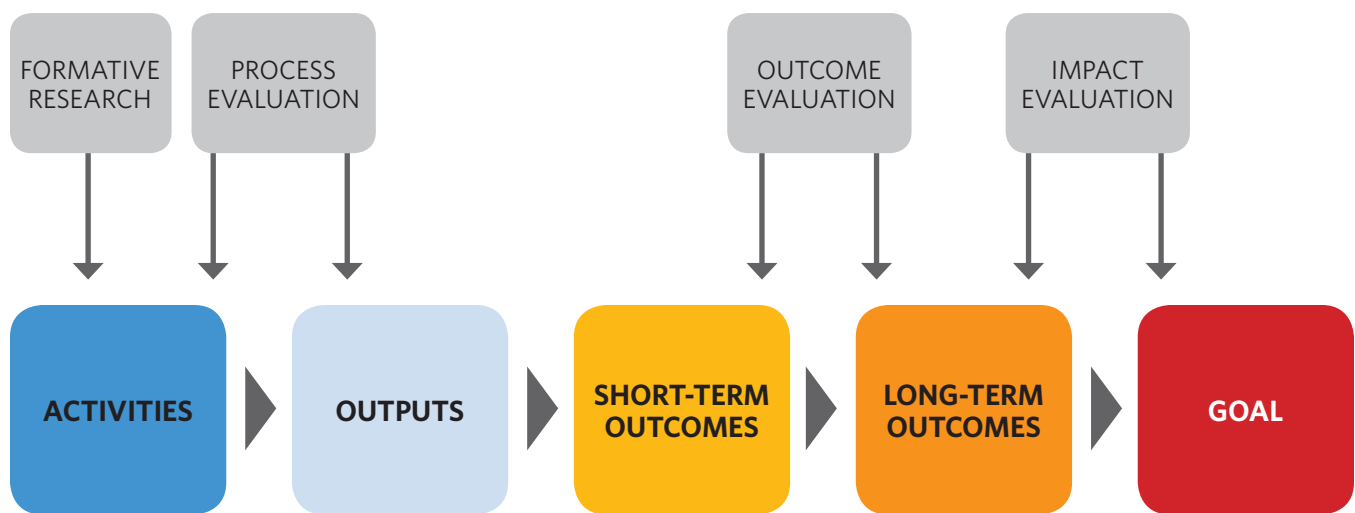 FORMATIVE
RESEARCH
PROCESS
EVALUATION
OUTCOME
EVALUATION
IMPACT
EVALUATION
ACTIVITIES
OUTPUTS
SHORT-TERM
OUTCOMES
LONG-TERM
OUTCOMES
GOAL